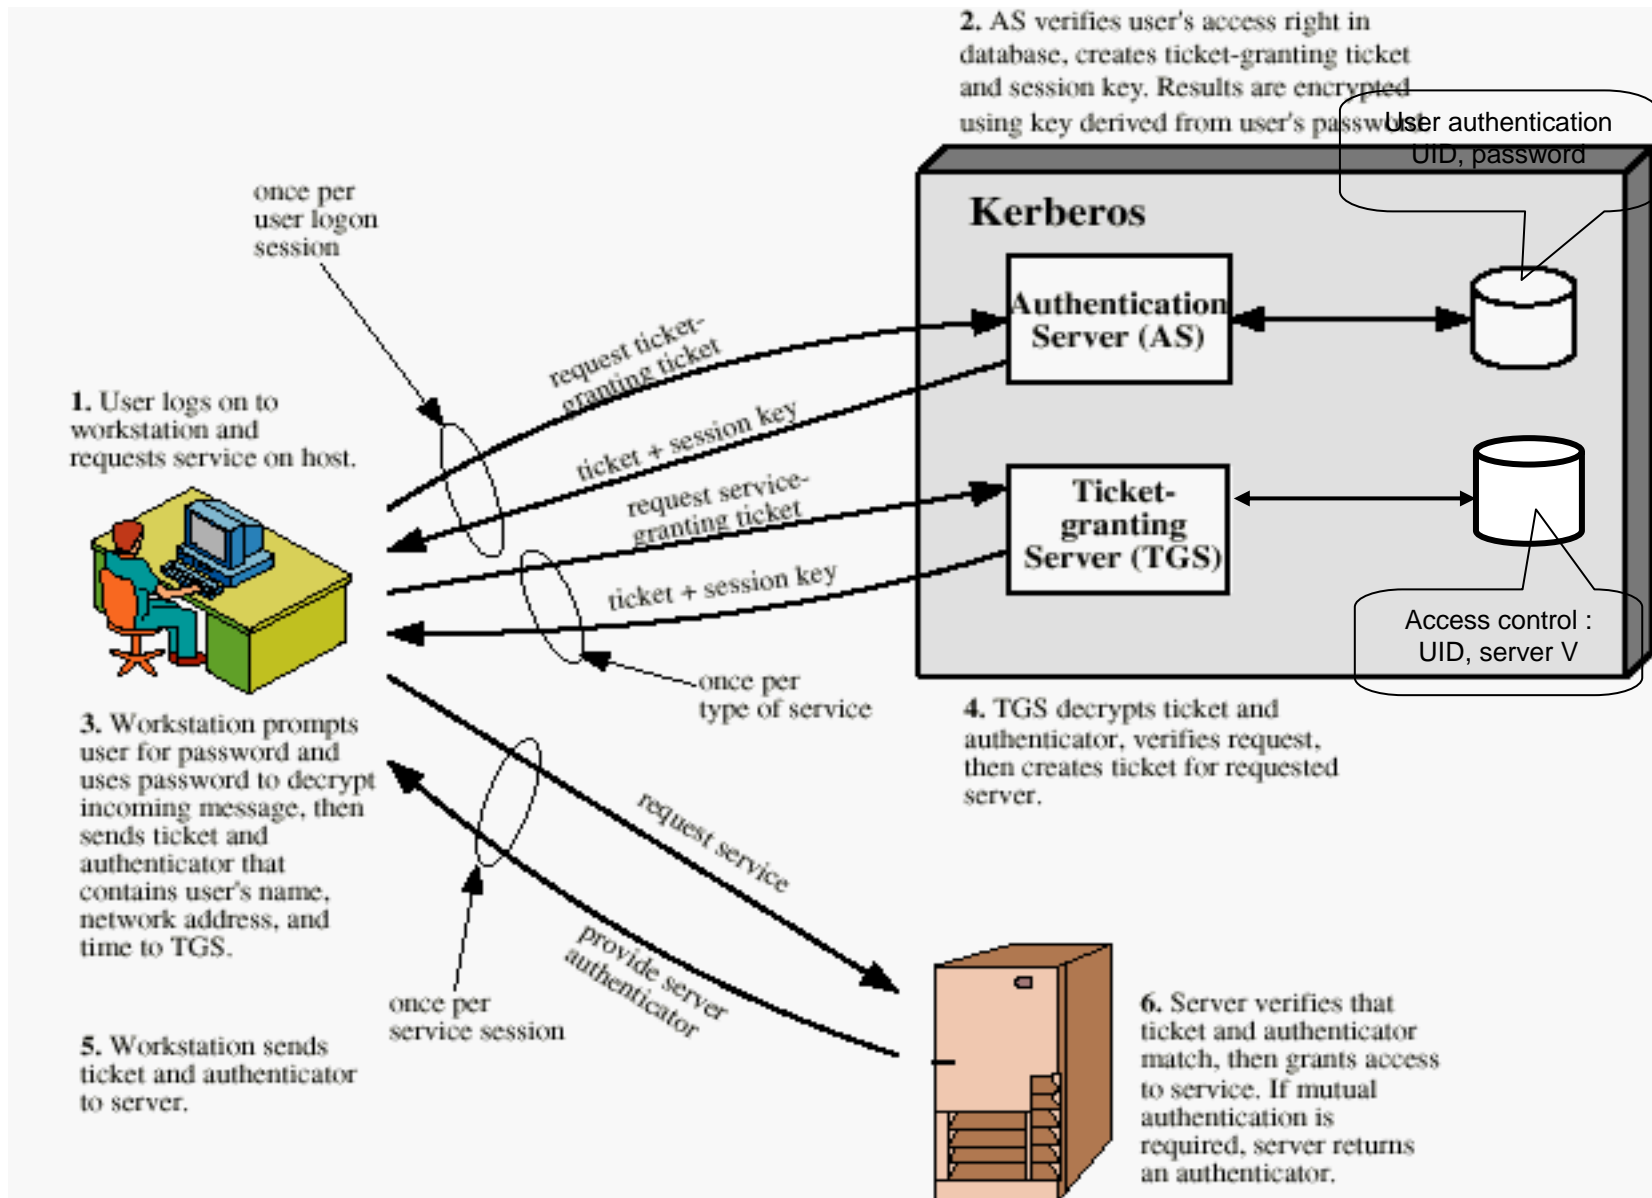 2. AS verifies user's access right in
database, creates ticket-granting ticket
and session key. Results are encrypted
using key derived from user's password.
User authentication
UID, password
once per
user logon
session
Kerberos
Authentication
Server (AS)
request ticket-
granting ticket
1. User logs on to
workstation and
requests service on host.
ticket + session key
request service-
granting ticket
Ticket-
granting
Server (TGS)
ticket + session key
Access control :
UID, server V
once per
type of service
3. Workstation prompts
user for password and
uses password to decrypt
incoming message, then
sends ticket and
authenticator that
contains user's name,
network address, and
time to TGS.
4. TGS decrypts ticket and
authenticator, verifies request,
then creates ticket for requested
server.
request service
provide server
authenticator
once per
service session
5. Workstation sends
ticket and authenticator
to server.
6. Server verifies that
ticket and authenticator
match, then grants access
to service. If mutual
authentication is
required, server returns
an authenticator.